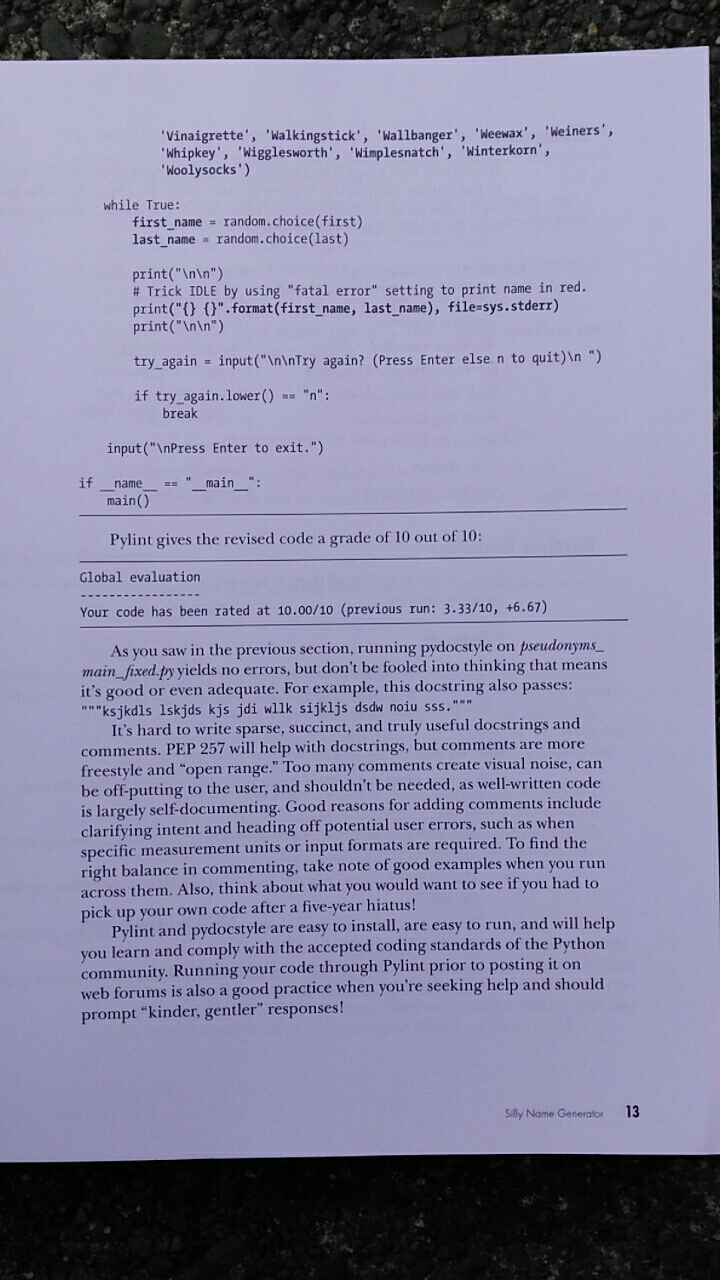 'Vinaigrette', 'Walkingstick', 'Wallbanger', 'Weewax', 'Weiners',
'Whipkey', 'Wigglesworth', 'Wimplesnatch', 'Winterkorn',
'Woolysocks')
while True:
first_name = random.choice(first)
last_name = random.choice(last)
print("\n\n")
# Trick IDLE by using "fatal error" setting to print name in red.
print("{} {}".format(first_name, last_name), file=sys.stderr)
print("\n\n")
try_again = input("\n\nTry again? (Press Enter else n to quit)\n ")
if try_again.lower() == "n":
break
input("\nPress Enter to exit.")
if __name__ == "__main__":
main()
Pylint gives the revised code a grade of 10 out of 10:
Global evaluation
-----------------
Your code has been rated at 10.00/10 (previous run: 3.33/10, +6.67)
As you saw in the previous section, running pydocstyle on pseudonyms_
main_fixed.py yields no errors, but don't be fooled into thinking that means
it's good or even adequate. For example, this docstring also passes:
"""ksjkdls lskjds kjs jdi wllk sijkljs dsdw noiu sss."""
It's hard to write sparse, succinct, and truly useful docstrings and
comments. PEP 257 will help with docstrings, but comments are more
freestyle and “open range.” Too many comments create visual noise, can
be off-putting to the user, and shouldn't be needed, as well-written code
is largely self-documenting. Good reasons for adding comments include
clarifying intent and heading off potential user errors, such as when
specific measurement units or input formats are required. To find the
right balance in commenting, take note of good examples when you run
across them. Also, think about what you would want to see if you had to
pick up your own code after a five-year hiatus!
Pylint and pydocstyle are easy to install, are easy to run, and will help
you learn and comply with the accepted coding standards of the Python
community. Running your code through Pylint prior to posting it on
web forums is also a good practice when you're seeking help and should
prompt “kinder, gentler” responses!
Silly Name Generator 13